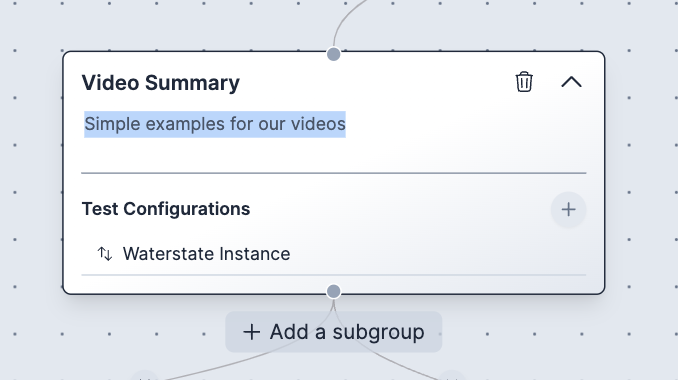 Video Summary
Simple examples for our videos
Test Configurations
Waterstate Instance
Add a subgroup